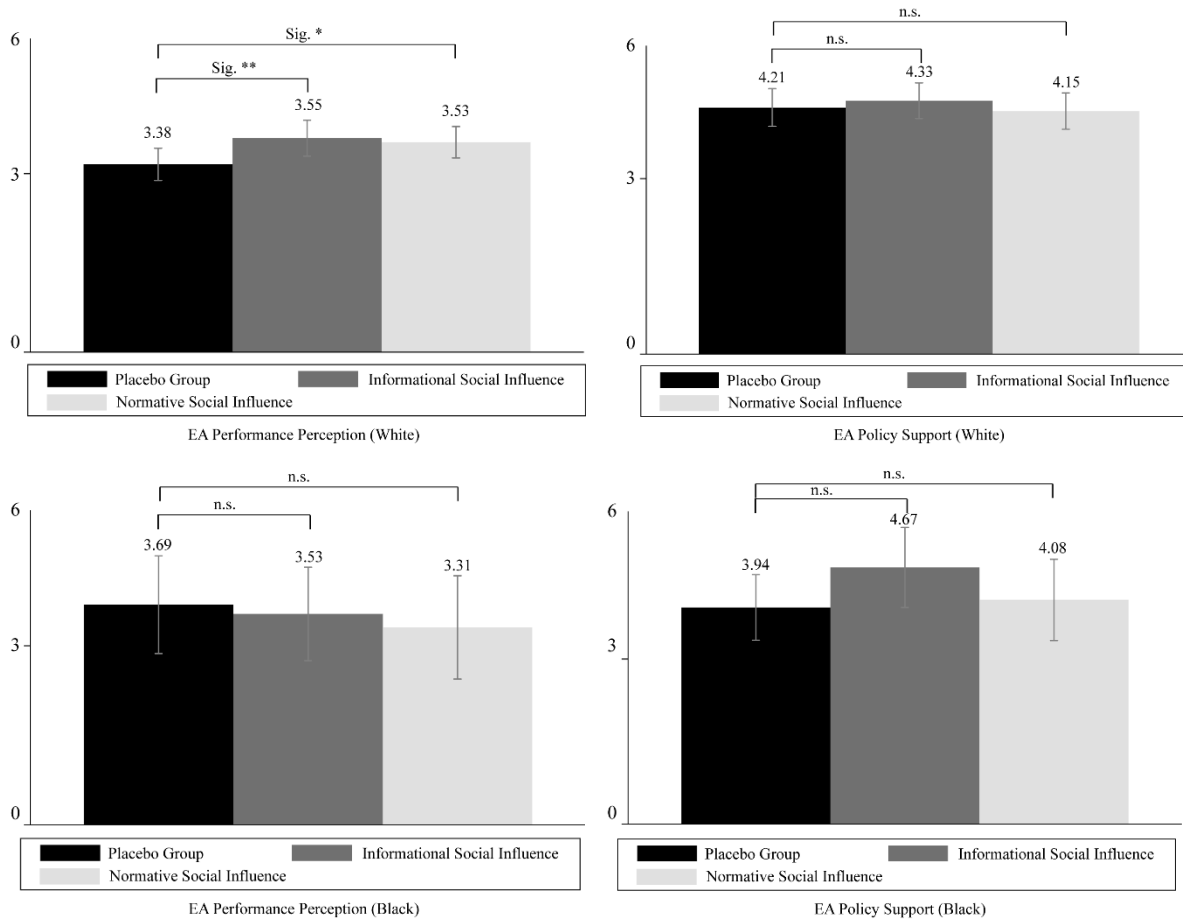 6
Sig. *
Sig. **
3.38
3.55
3.53
3
0
Placebo Group
Informational Social Influence
Normative Social Influence
EA Performance Perception (White)
6
n.s.
n.s.
4.21
4.33
4.15
3
0
Placebo Group
Informational Social Influence
Normative Social Influence
EA Policy Support (White)
6
n.s.
n.s.
3.69
3.53
3.31
3
0
Placebo Group
Informational Social Influence
Normative Social Influence
EA Performance Perception (Black)
6
n.s.
n.s.
3.94
4.67
4.08
3
0
Placebo Group
Informational Social Influence
Normative Social Influence
EA Policy Support (Black)